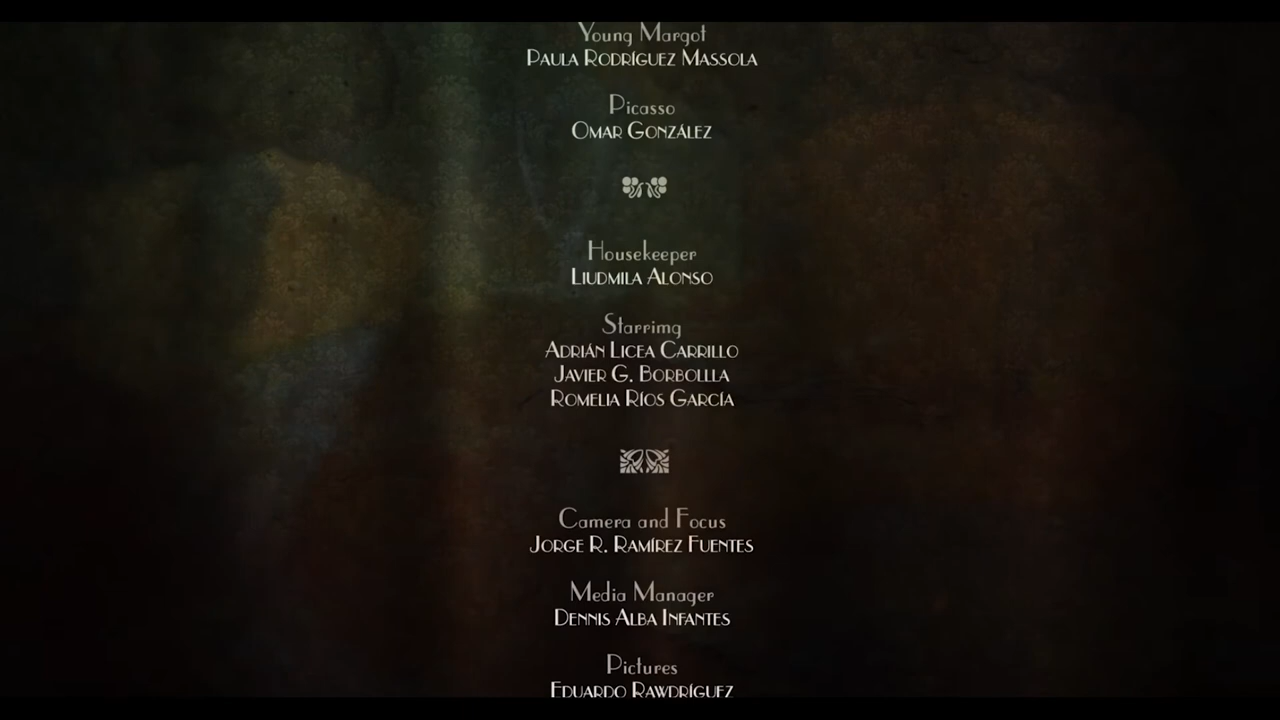 Young Margot
Paula Rodríguez Massola
Picasso
Omar González
Housekeeper
Liudmila Alonso
Starrimg
Adrián Licea Carrillo
Javier G. Borbollla
Romelia Ríos García
Camera and Focus
Jorge R. Ramírez Fuentes
Media Manager
Dennis Alba Infantes
Pictures
Eduardo Rawdríguez